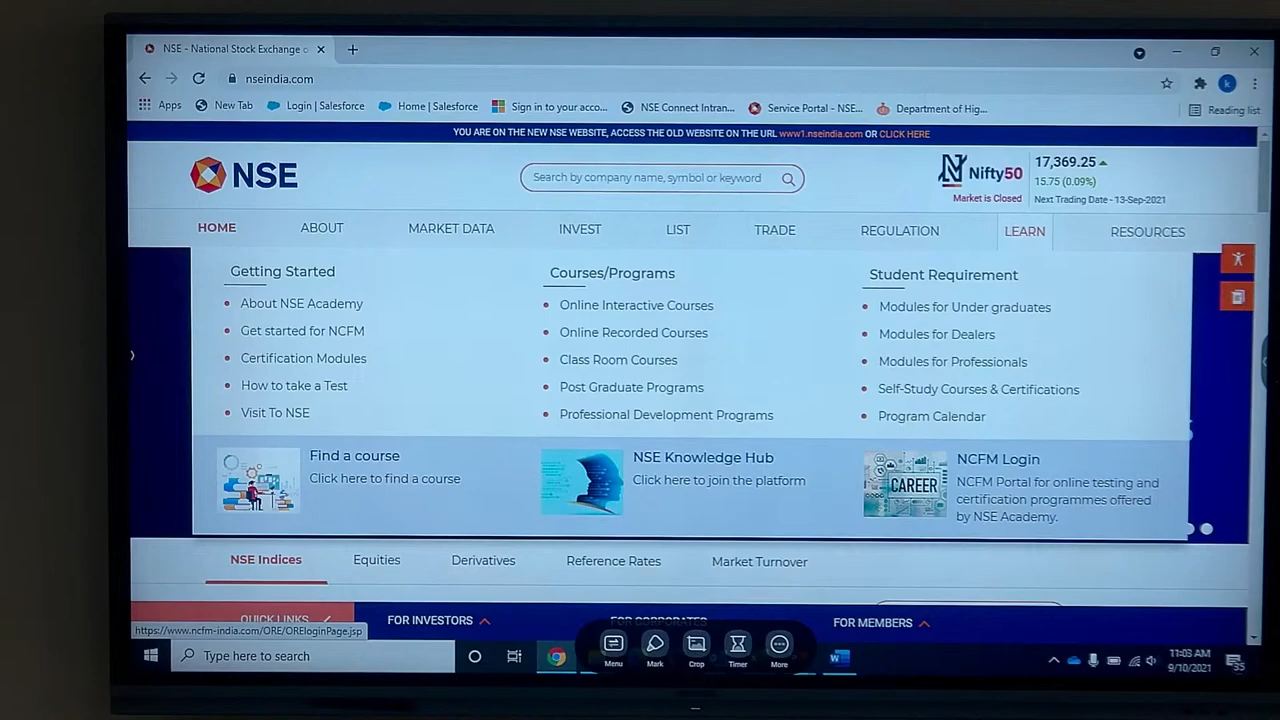 NSE - National Stock Exchange o
nseindia.com
Apps
New Tab
Login | Salesforce
Home | Salesforce
Sign in to your acco...
NSE Connect Intran...
Service Portal - NSE...
Department of Hig...
Reading list
YOU ARE ON THE NEW NSE WEBSITE, ACCESS THE OLD WEBSITE ON THE URL www1.nseindia.com OR CLICK HERE
NSE
Search by company name, symbol or keyword
Nifty50
Market is Closed
17,369.25
15.75 (0.09%)
Next Trading Date - 13-Sep-2021
HOME
ABOUT
MARKET DATA
INVEST
LIST
TRADE
REGULATION
LEARN
RESOURCES
Getting Started
About NSE Academy
Get started for NCFM
Certification Modules
How to take a Test
Visit To NSE
Courses/Programs
Online Interactive Courses
Online Recorded Courses
Class Room Courses
Post Graduate Programs
Professional Development Programs
Student Requirement
Modules for Under graduates
Modules for Dealers
Modules for Professionals
Self-Study Courses & Certifications
Program Calendar
Find a course
Click here to find a course
NSE Knowledge Hub
Click here to join the platform
CAREER
NCFM Login
NCFM Portal for online testing and
certification programmes offered
by NSE Academy.
NSE Indices
Equities
Derivatives
Reference Rates
Market Turnover
QUICK LINKS
FOR INVESTORS
FOR CORPORATES
FOR MEMBERS
https://www.ncfm-india.com/ORE/OREloginPage.jsp
Type here to search
Menu
Mark
Crop
Timer
More
11:03 AM
9/10/2021